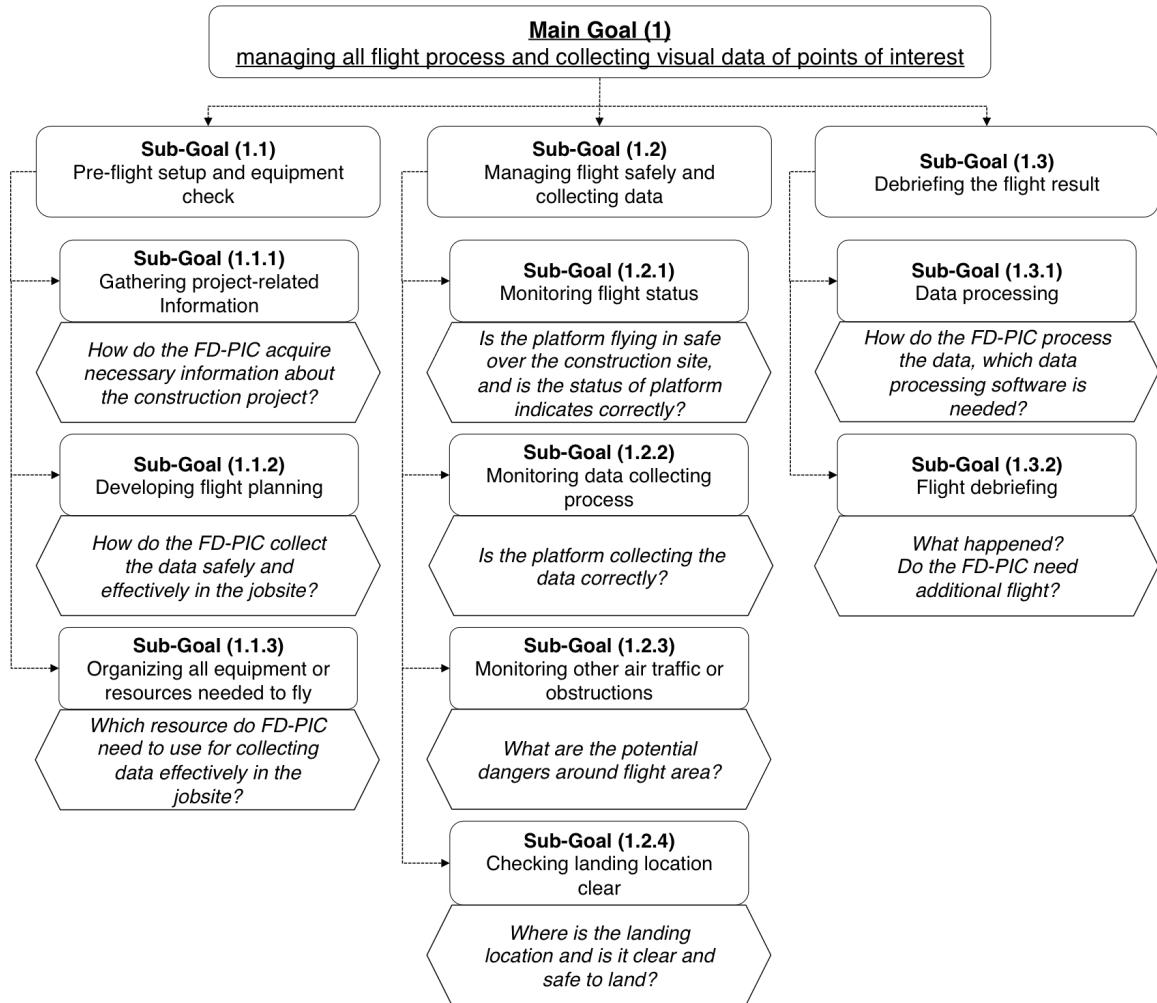 Main Goal (1)
managing all flight process and collecting visual data of points of interest
Sub-Goal (1.1)
Pre-flight setup and equipment
check
Sub-Goal (1.1.1)
Gathering project-related
Information
How do the FD-PIC acquire
necessary information about
the construction project?
Sub-Goal (1.1.2)
Developing flight planning
How do the FD-PIC collect
the data safely and
effectively in the jobsite?
Sub-Goal (1.1.3)
Organizing all equipment or
resources needed to fly
Which resource do FD-PIC
need to use for collecting
data effectively in the
jobsite?
Sub-Goal (1.2)
Managing flight safely and
collecting data
Sub-Goal (1.2.1)
Monitoring flight status
Is the platform flying in safe
over the construction site,
and is the status of platform
indicates correctly?
Sub-Goal (1.2.2)
Monitoring data collecting
process
Is the platform collecting the
data correctly?
Sub-Goal (1.2.3)
Monitoring other air traffic or
obstructions
What are the potential
dangers around flight area?
Sub-Goal (1.2.4)
Checking landing location
clear
Where is the landing
location and is it clear and
safe to land?
Sub-Goal (1.3)
Debriefing the flight result
Sub-Goal (1.3.1)
Data processing
How do the FD-PIC process
the data, which data
processing software is
needed?
Sub-Goal (1.3.2)
Flight debriefing
What happened?
Do the FD-PIC need
additional flight?